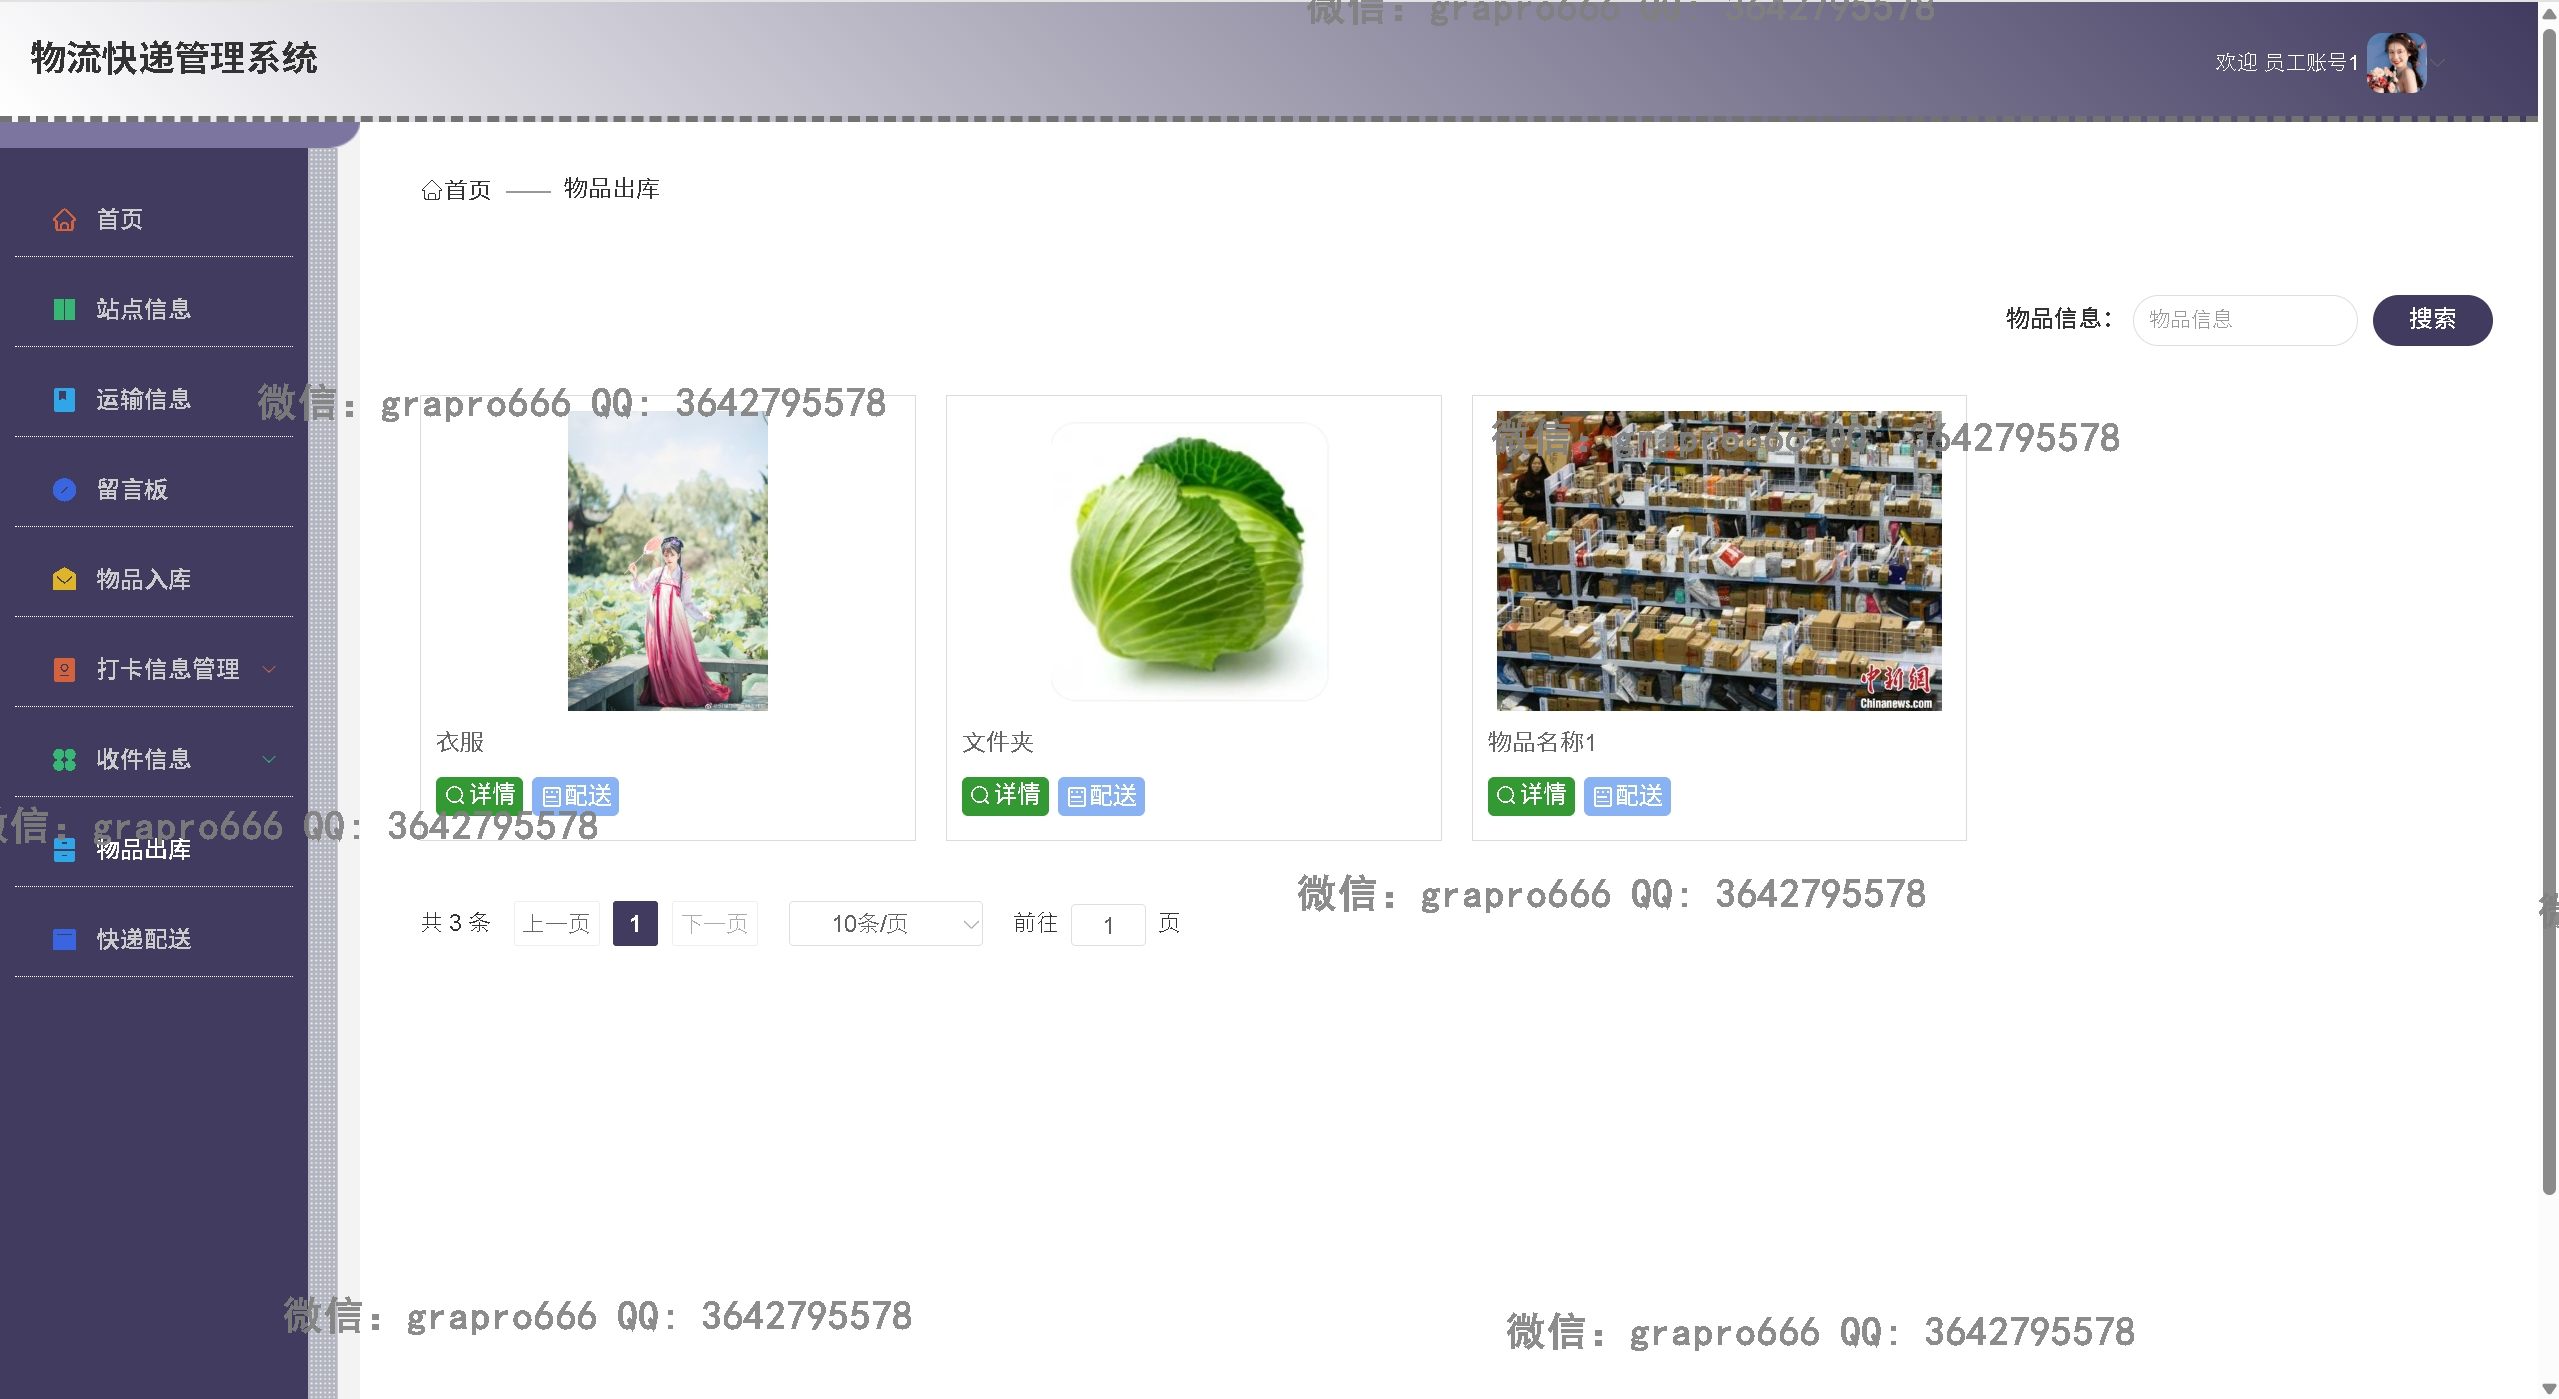 微信: grapro666 QQ: 3642795578
物流快递管理系统
欢迎 员工账号1
首页
物品出库
首页
站点信息
运输信息
留言板
物品入库
打卡信息管理
收件信息
物品出库
快递配送
物品信息：
物品信息
搜索
微信: grapro666 QQ: 3642795578
微信: grapro666 QQ: 3642795578
中新網
Chinanews.com
衣服
文件夹
物品名称1
详情 配送
详情 配送
详情 配送
微信: grapro666 QQ: 3642795578
微信: grapro666 QQ: 3642795578
共 3 条 上一页 1 下一页 10条/页 前往 1 页
微信: grapro666 QQ: 3642795578
微信: grapro666 QQ: 3642795578